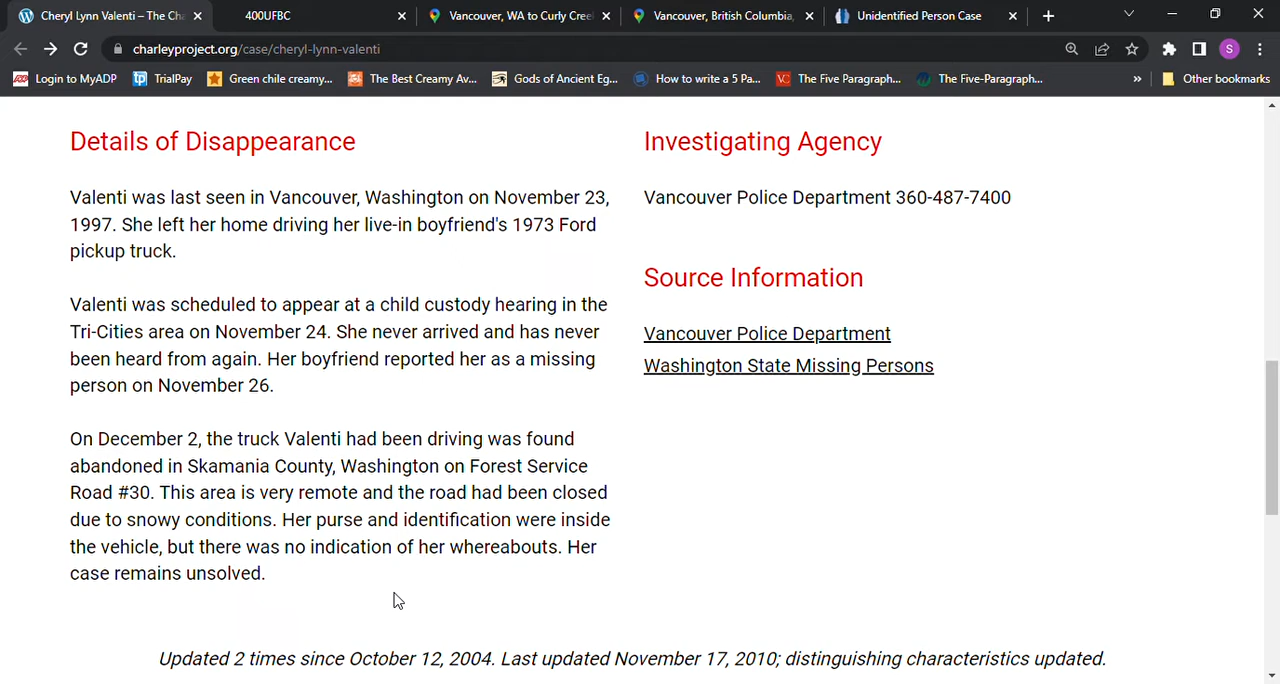 Cheryl Lynn Valenti – The Cha
400UFBC
Vancouver, WA to Curly Cree
Vancouver, British Columbia,
Unidentified Person Case
charleyproject.org/case/cheryl-lynn-valenti
S
Login to MyADP
TrialPay
Green chile creamy...
The Best Creamy Av...
Gods of Ancient Eg...
How to write a 5 Pa...
The Five Paragraph...
The Five-Paragraph...
»
Other bookmarks
Details of Disappearance
Valenti was last seen in Vancouver, Washington on November 23,
1997. She left her home driving her live-in boyfriend's 1973 Ford
pickup truck.
Valenti was scheduled to appear at a child custody hearing in the
Tri-Cities area on November 24. She never arrived and has never
been heard from again. Her boyfriend reported her as a missing
person on November 26.
On December 2, the truck Valenti had been driving was found
abandoned in Skamania County, Washington on Forest Service
Road #30. This area is very remote and the road had been closed
due to snowy conditions. Her purse and identification were inside
the vehicle, but there was no indication of her whereabouts. Her
case remains unsolved.
Investigating Agency
Vancouver Police Department 360-487-7400
Source Information
Vancouver Police Department
Washington State Missing Persons
Updated 2 times since October 12, 2004. Last updated November 17, 2010; distinguishing characteristics updated.